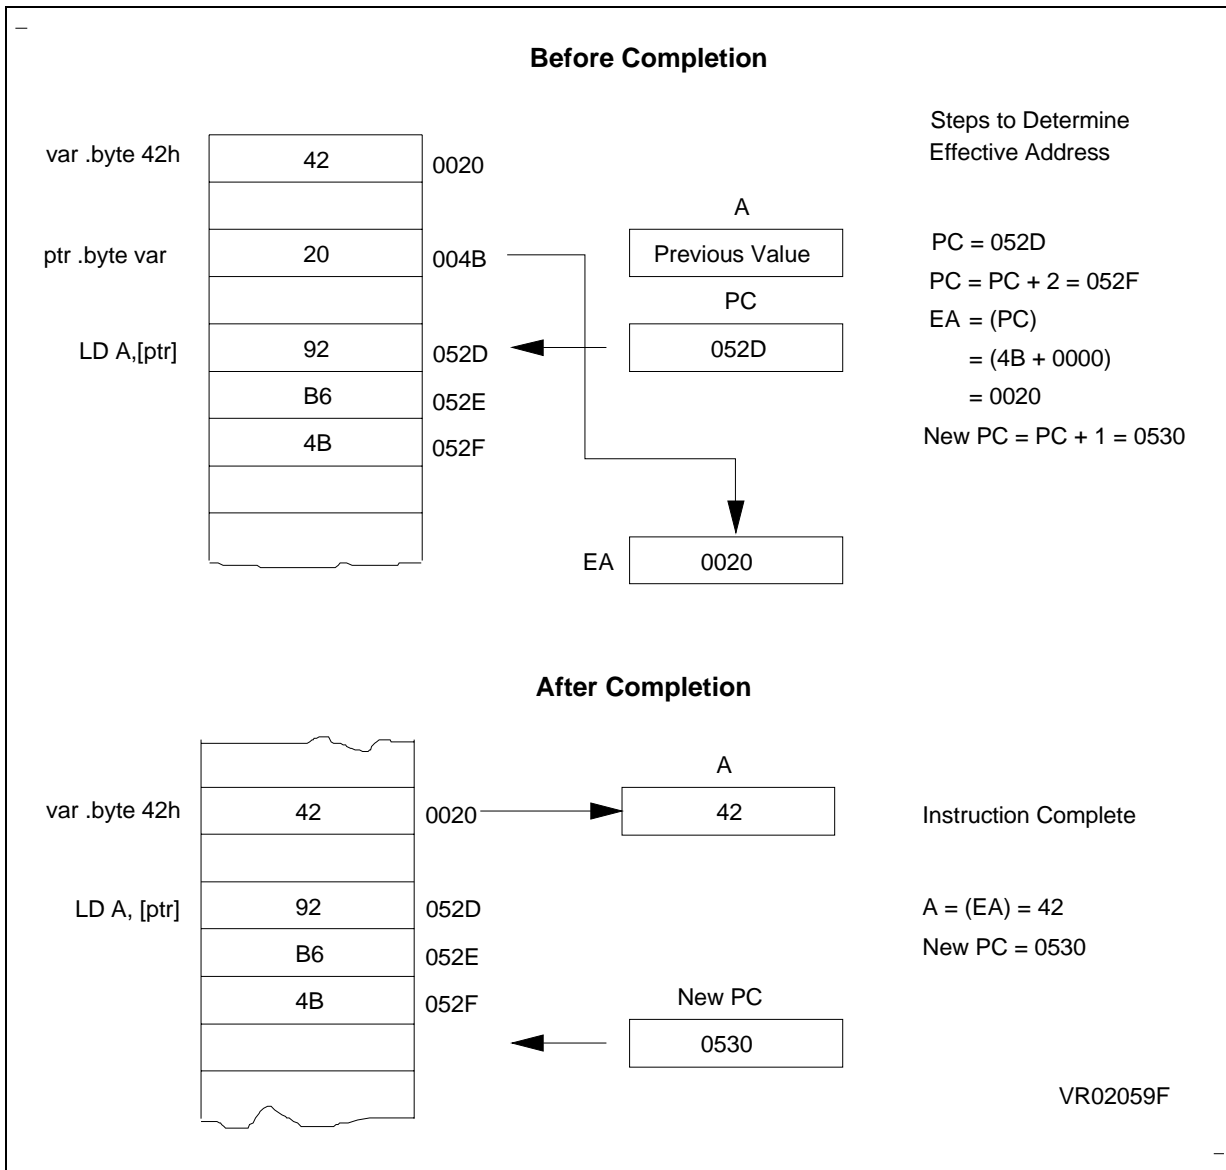 Before Completion
Steps to Determine
Effective Address
var .byte 42h 42 0020
A
ptr .byte var 20 004B Previous Value PC = 052D
PC = PC + 2 = 052F
PC
EA = (PC)
LD A,[ptr] 92 052D 052D = (4B + 0000)
B6 052E = 0020
4B 052F New PC = PC + 1 = 0530
EA 0020
After Completion
A
var .byte 42h 42 0020 42 Instruction Complete
LD A, [ptr] 92 052D A = (EA) = 42
B6 052E New PC = 0530
4B 052F New PC
0530
VR02059F